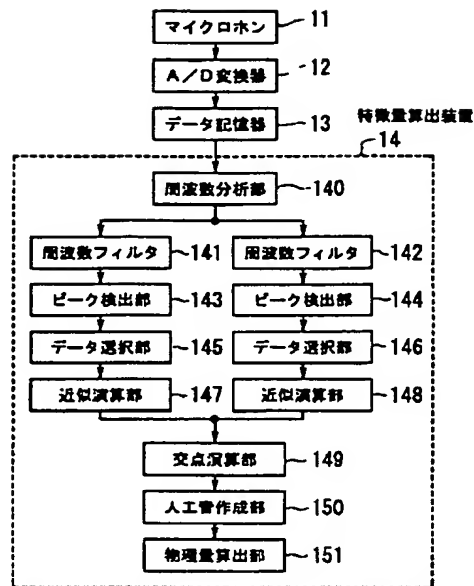 マイクロホン 11
A/D変換器 12
データ記憶器 13
特徴量算出装置
14
周波数分析部 140
周波数フィルタ 141
周波数フィルタ 142
ピーク検出部 143
ピーク検出部 144
データ選択部 145
データ選択部 146
近似演算部 147
近似演算部 148
交点演算部 149
人工音作成部 150
物理量算出部 151